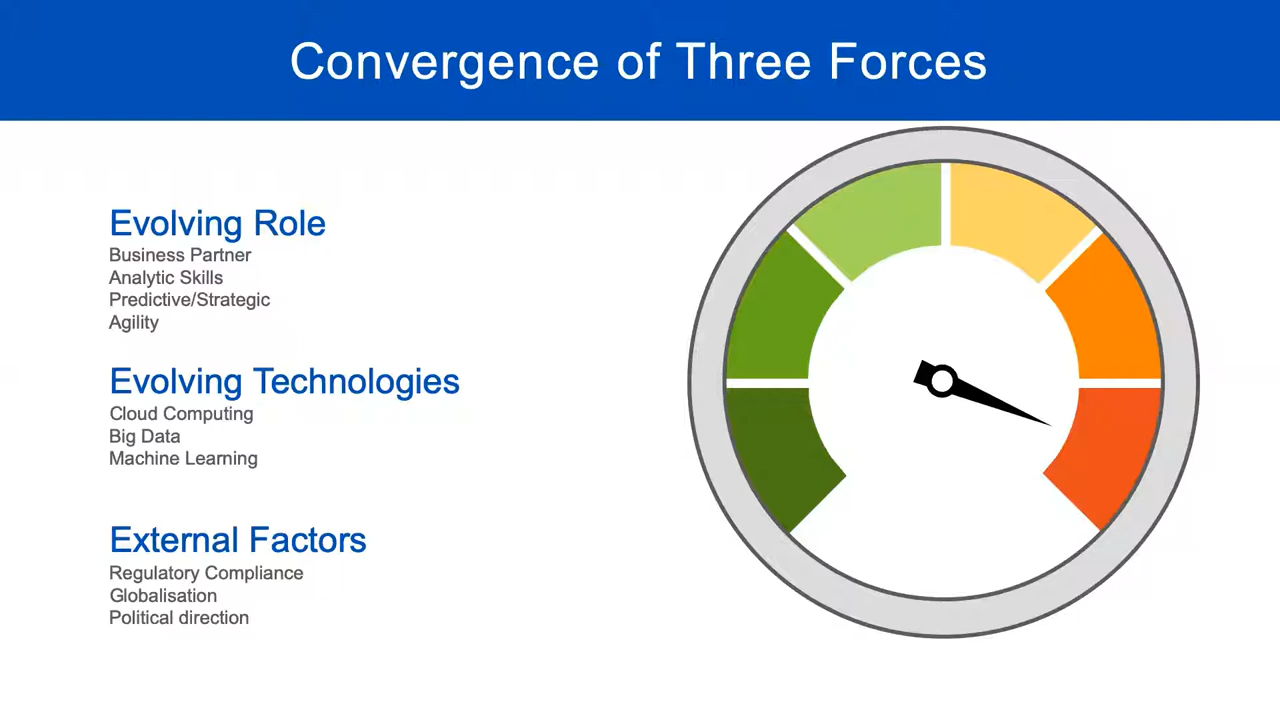 Convergence of Three Forces
Evolving Role
Business Partner
Analytic Skills
Predictive/Strategic
Agility
Evolving Technologies
Cloud Computing
Big Data
Machine Learning
External Factors
Regulatory Compliance
Globalisation
Political direction